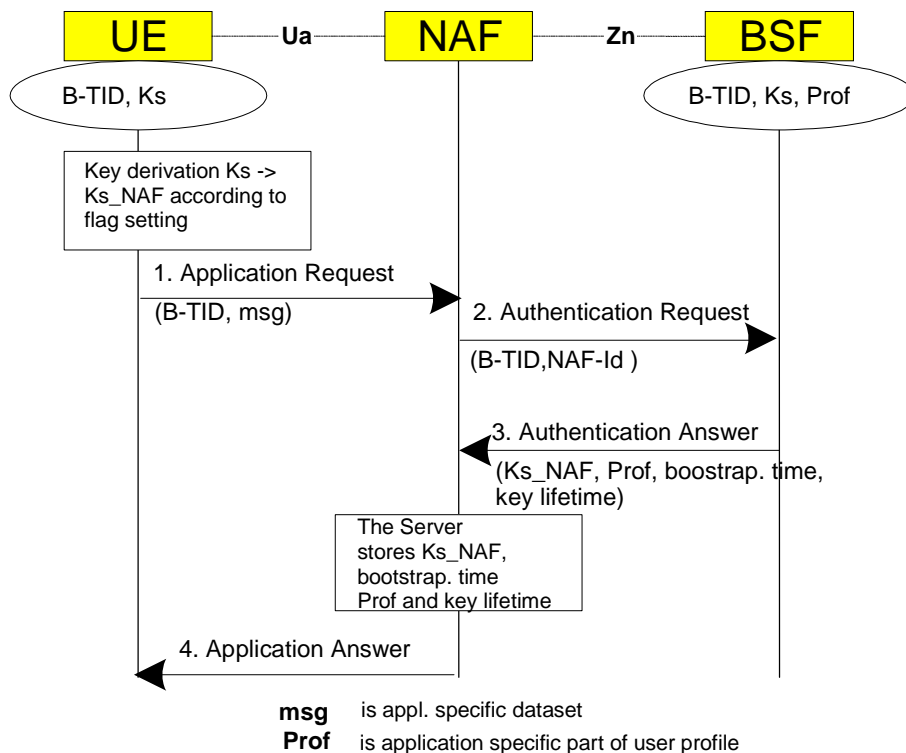 UE Ua NAF Zn BSF
B-TID, Ks
B-TID, Ks, Prof
Key derivation Ks ->
Ks_NAF according to
flag setting
1. Application Request
(B-TID, msg)
2. Authentication Request
(B-TID,NAF-Id )
3. Authentication Answer
(Ks_NAF, Prof, boostrap. time,
key lifetime)
The Server
stores Ks_NAF,
bootstrap. time
Prof and key lifetime
4. Application Answer
msg is appl. specific dataset
Prof is application specific part of user profile